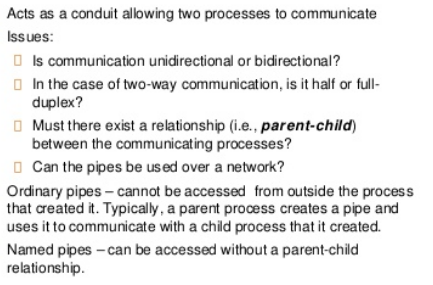 Acts as a conduit allowing two processes to communicate
Issues:
Is communication unidirectional or bidirectional?
In the case of two-way communication, is it half or full-
duplex?
Must there exist a relationship (i.e., parent-child)
between the communicating processes?
Can the pipes be used over a network?
Ordinary pipes – cannot be accessed from outside the process
that created it. Typically, a parent process creates a pipe and
uses it to communicate with a child process that it created.
Named pipes – can be accessed without a parent-child
relationship.